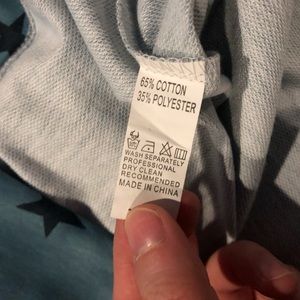 65% COTTON
35% POLYESTER
WASH SEPARATELY
PROFESSIONAL
DRY CLEAN
RECOMMENDED
MADE IN CHINA